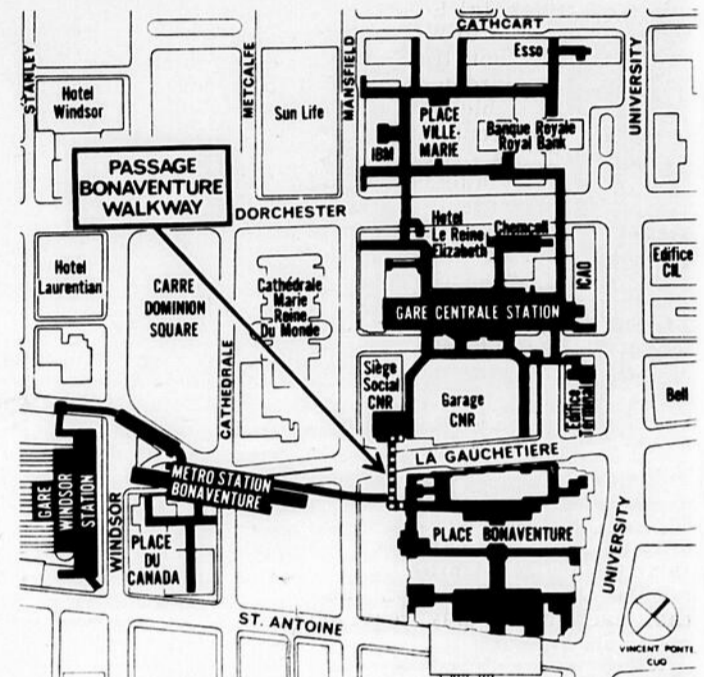 CATHCART
STANLEY
METCALFE
MANSFIELD
UNIVERSITY
Esso
Hotel
Windsor
Sun Life
PLACE
VILLE-
MARIE
IBM
Banque Royale
Royal Bank
PASSAGE
BONAVENTURE
WALKWAY
DORCHESTER
Hotel
Le Reine
Elizabeth
Chemcell
ICAO
Edifice
CIL
Hotel
Laurentian
CARRE
DOMINION
SQUARE
Cathédrale
Marie
Reine
Du Monde
GARE CENTRALE STATION
CATHEDRALE
Siège
Social
CNR
Garage
CNR
Edifice
Terminal
Bell
LA GAUCHETIERE
METRO STATION
BONAVENTURE
GARE
WINDSOR
STATION
WINDSOR
PLACE
DU
CANADA
PLACE BONAVENTURE
UNIVERSITY
ST. ANTOINE
VINCENT PONTE
CUO